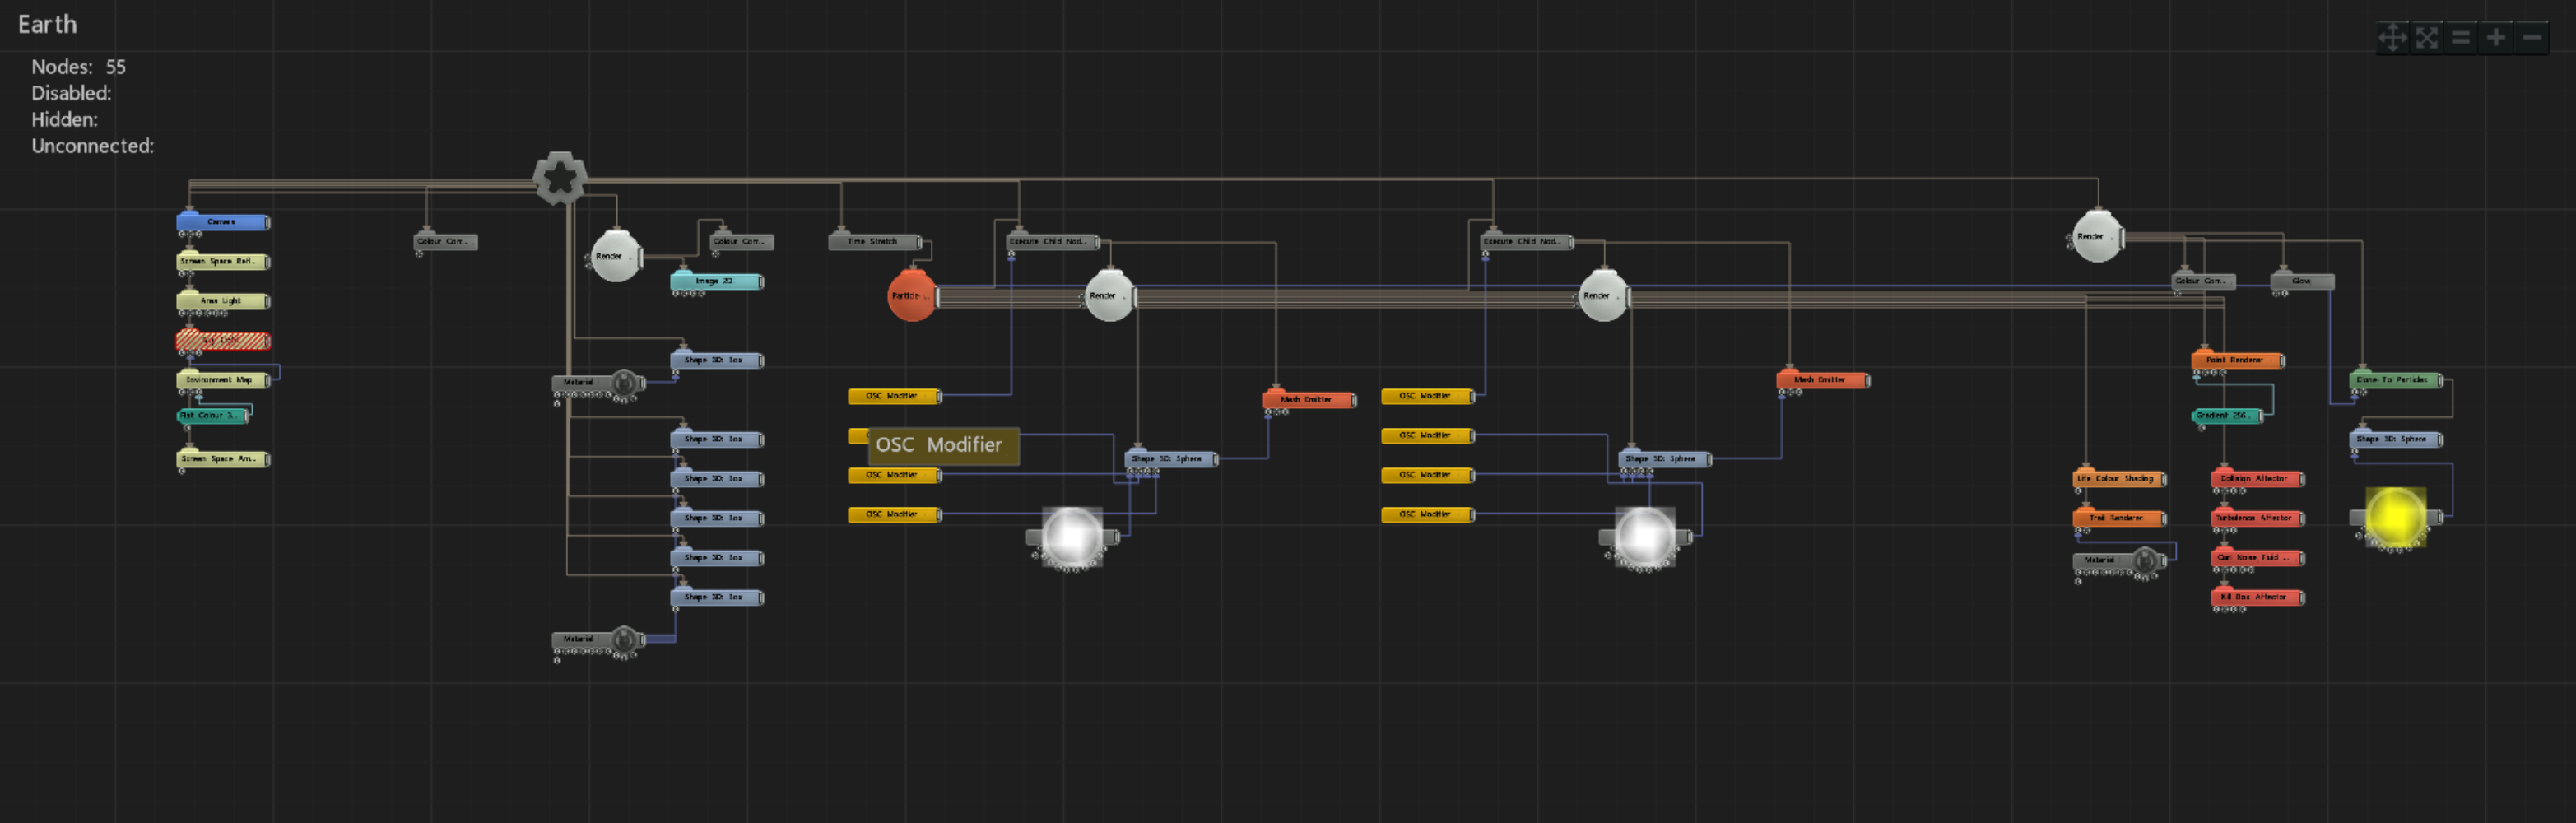 Earth
Nodes: 55
Disabled:
Hidden:
Unconnected:
Camera
Screen Space Refl..
Area Light
Environment Map
Flat Colour 3..
Screen Space Am..
Colour Corr..
Render .
Colour Corr..
Image 2D
Shape 3D: Box
Material
Shape 3D: Box
Shape 3D: Box
Shape 3D: Box
Shape 3D: Box
Shape 3D: Box
Material
Time Stretch
Particle ..
Execute Child Nod..
Render .
OSC Modifier
OSC Modifier
OSC Modifier
OSC Modifier
Mesh Emitter
Shape 3D: Sphere
Execute Child Nod..
Render .
OSC Modifier
OSC Modifier
OSC Modifier
OSC Modifier
Mesh Emitter
Shape 3D: Sphere
Render .
Colour Corr..
Glow
Point Renderer
Gradient 256..
Clone To Particles
Shape 3D: Sphere
Life Colour Shading
Trail Renderer
Material
Collision Affector
Turbulence Affector
Curl Noise Fluid ..
Kill Box Affector